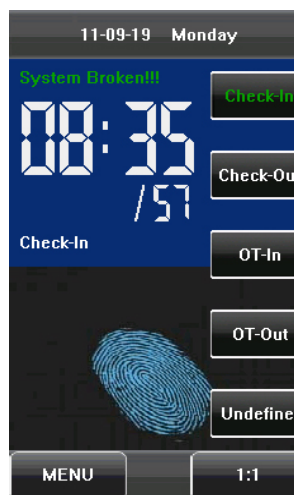 11-09-19 Monday
System Broken!!!
08:35
/57
Check-In
Check-In
Check-Ou
OT-In
OT-Out
Undefine
MENU
1:1